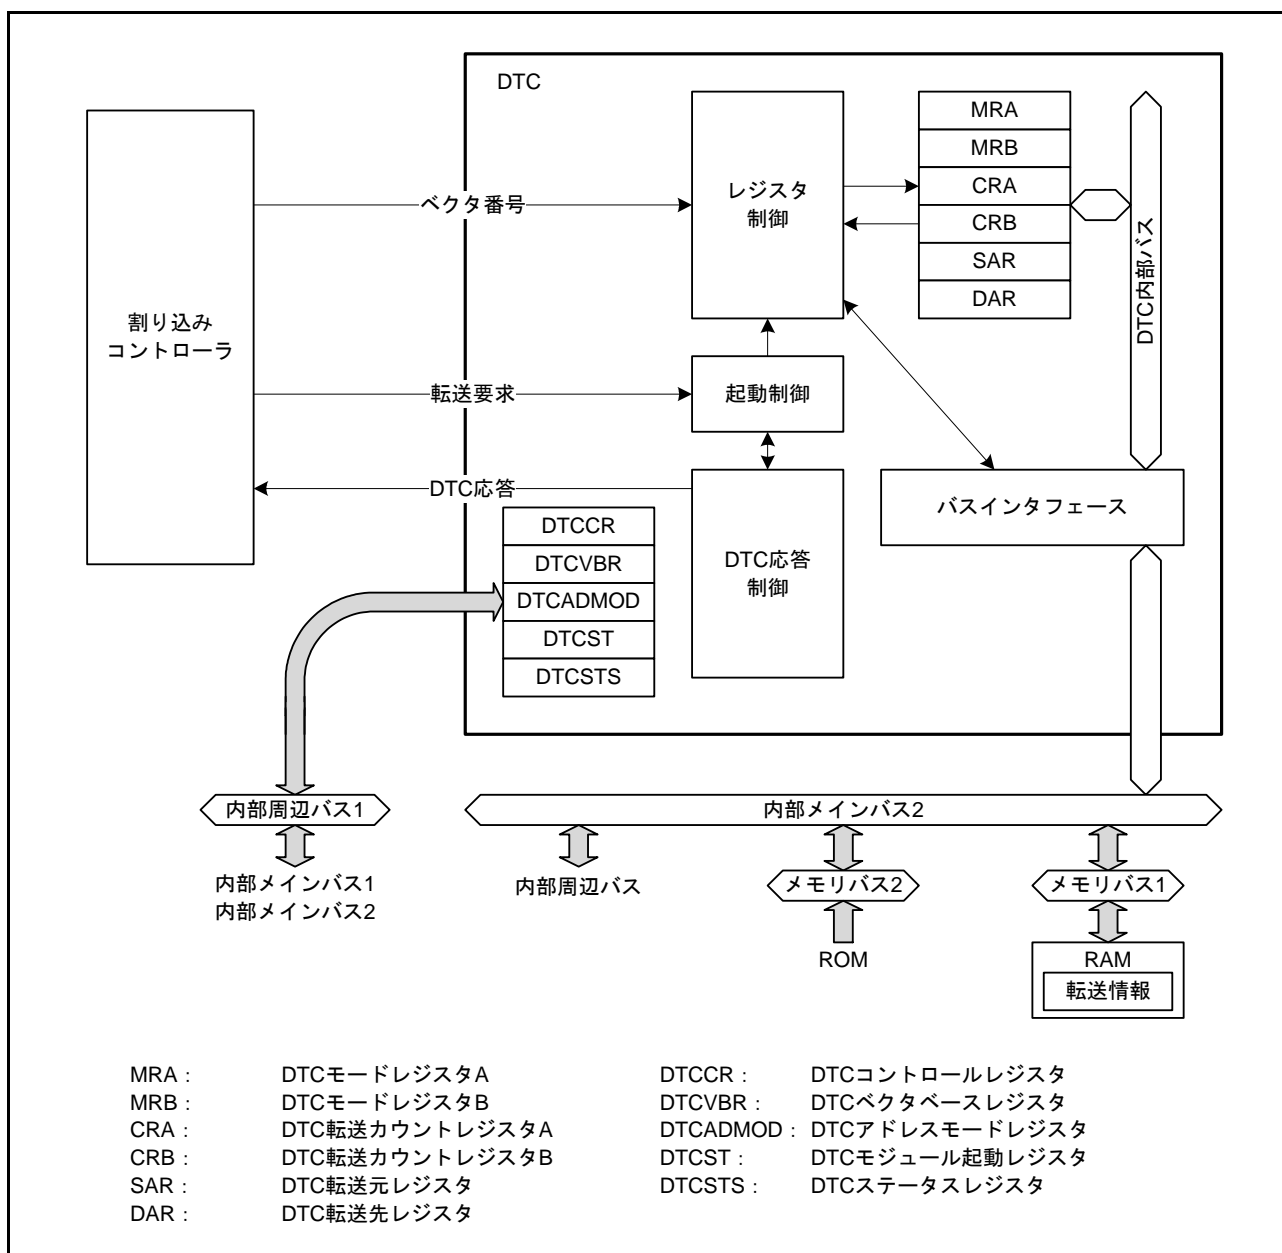 DTC
MRA
MRB
CRA
CRB
SAR
DAR
レジスタ
制御
ベクタ番号
DTC内部バス
割り込み
コントローラ
転送要求
起動制御
DTC応答
バスインタフェース
DTCCR
DTCVBR
DTCADMOD
DTCST
DTCSTS
DTC応答
制御
内部周辺バス1
内部メインバス2
内部メインバス1
内部メインバス2
内部周辺バス
メモリバス2
メモリバス1
ROM
RAM
転送情報
MRA： DTCモードレジスタA
MRB： DTCモードレジスタB
CRA： DTC転送カウントレジスタA
CRB： DTC転送カウントレジスタB
SAR： DTC転送元レジスタ
DAR： DTC転送先レジスタ
DTCCR： DTCコントロールレジスタ
DTCVBR： DTCベクタベースレジスタ
DTCADMOD： DTCアドレスモードレジスタ
DTCST： DTCモジュール起動レジスタ
DTCSTS： DTCステータスレジスタ